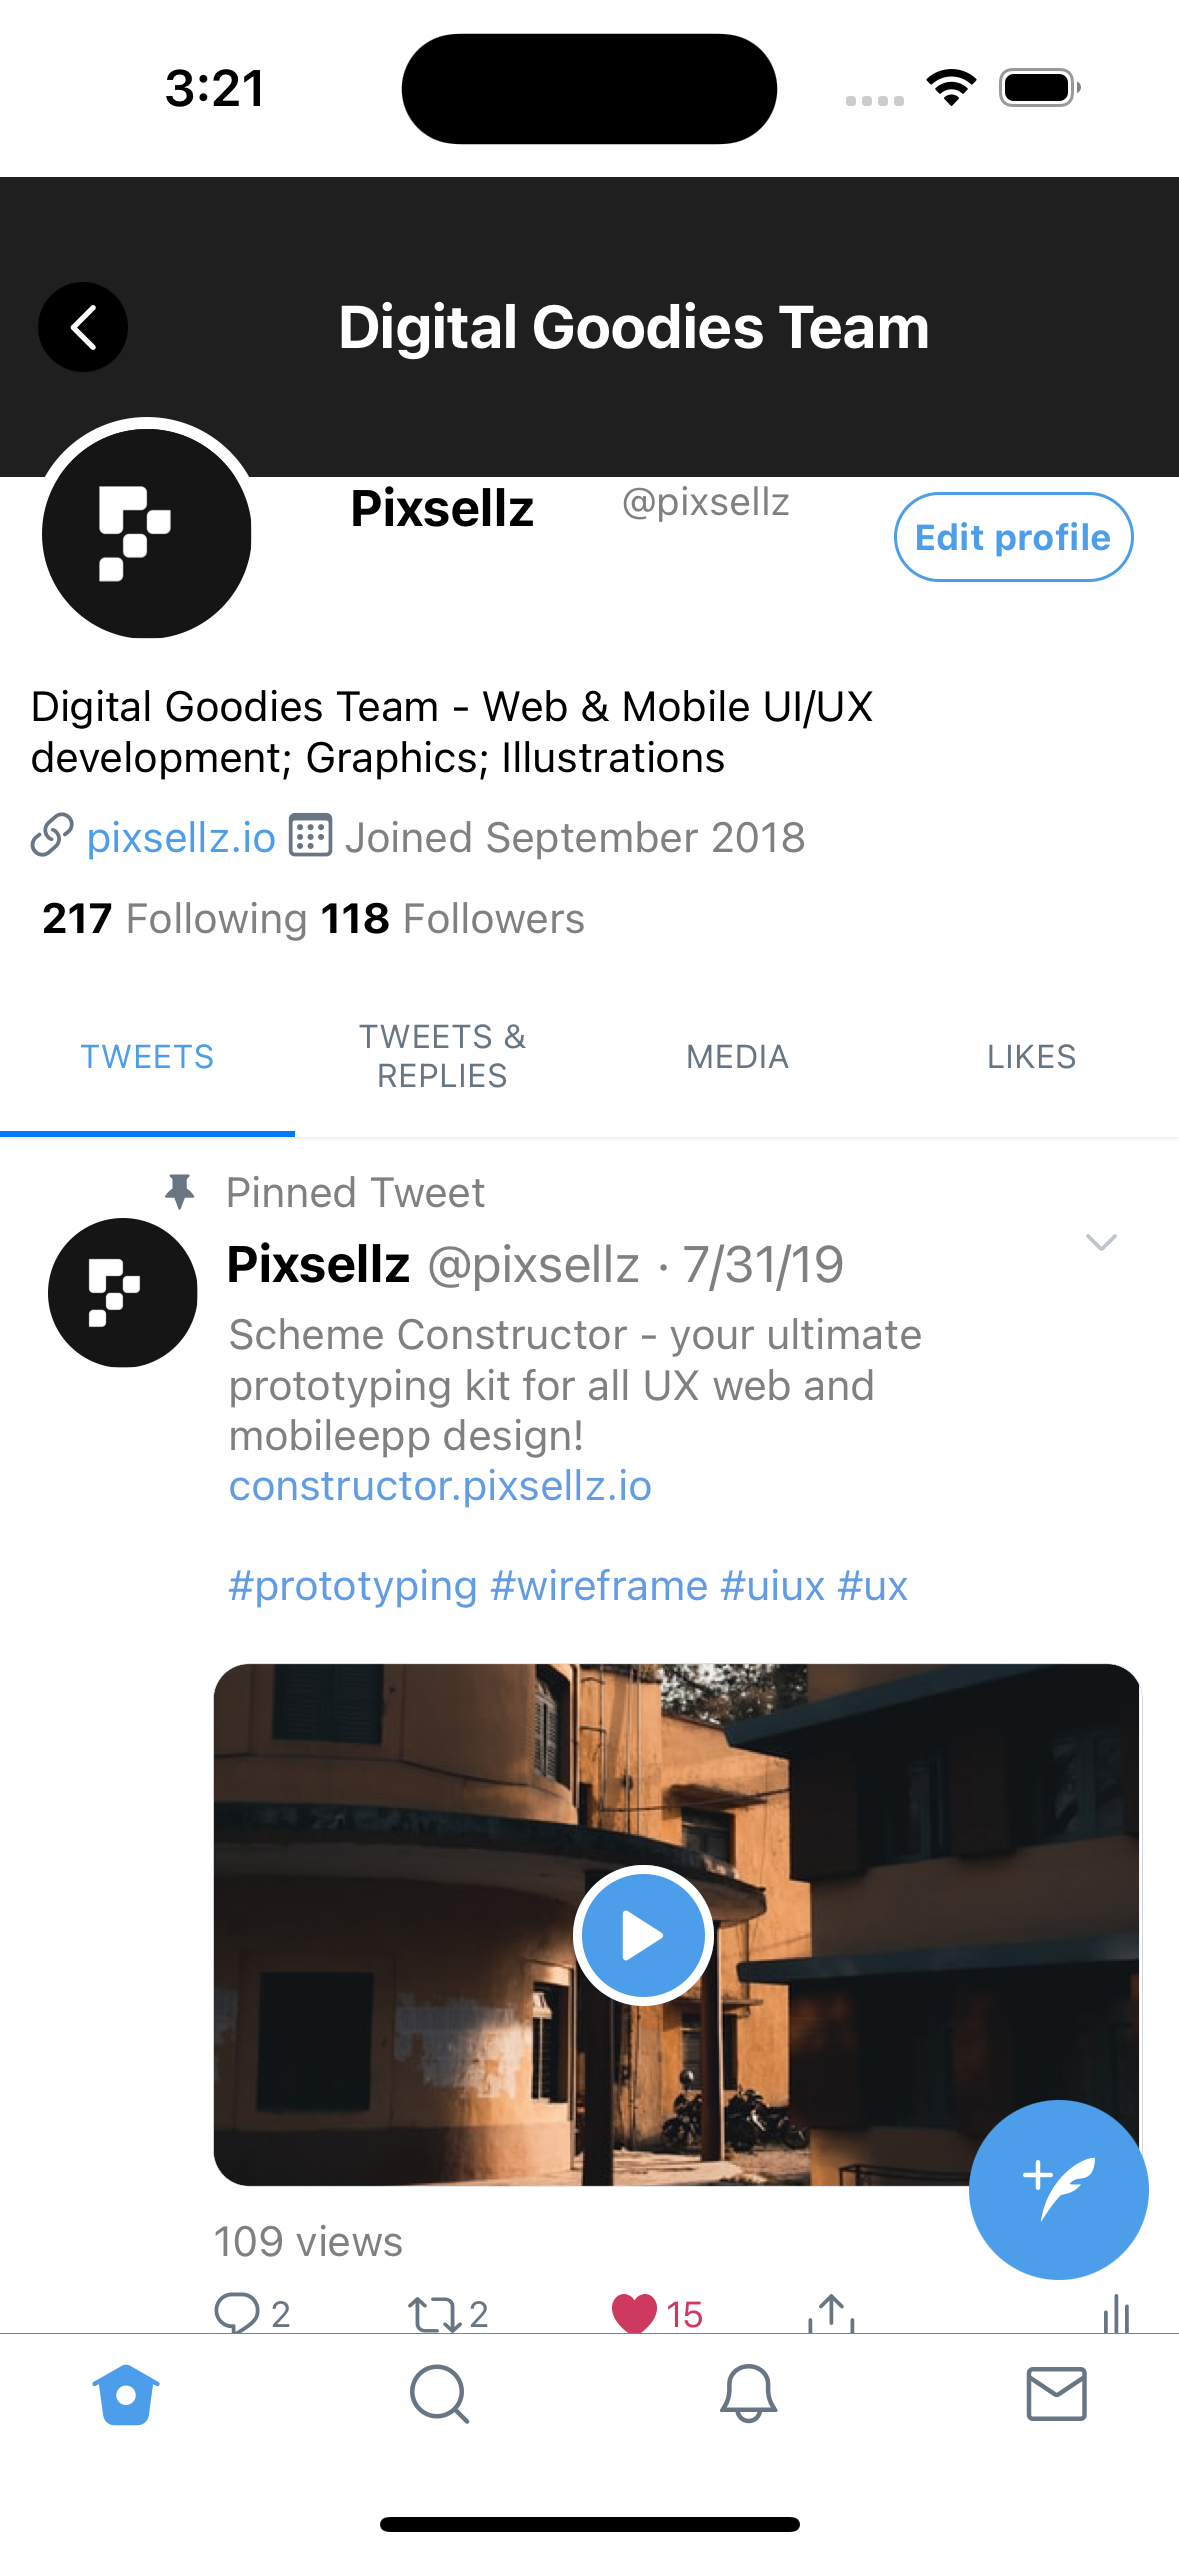 3:21
Digital Goodies Team
Pixsellz @pixsellz
Edit profile
Digital Goodies Team - Web & Mobile UI/UX
development; Graphics; Illustrations
pixsellz.io Joined September 2018
217 Following 118 Followers
TWEETS
TWEETS &
REPLIES
MEDIA
LIKES
Pinned Tweet
Pixsellz @pixsellz · 7/31/19
Scheme Constructor - your ultimate
prototyping kit for all UX web and
mobileepp design!
constructor.pixsellz.io
#prototyping #wireframe #uiux #ux
109 views
2 2 15